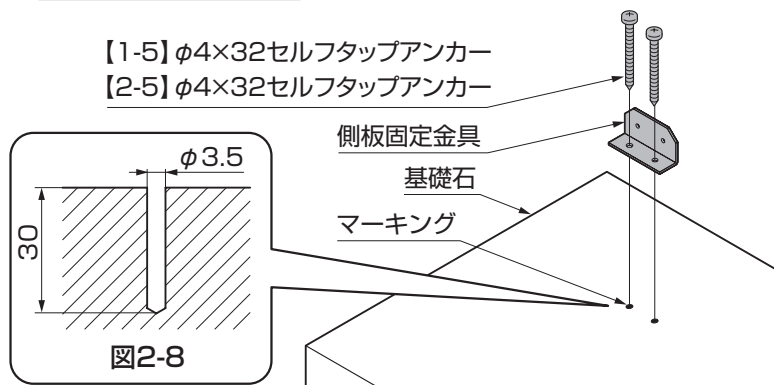 【1-5】φ4×32セルフタップアンカー
【2-5】φ4×32セルフタップアンカー
側板固定金具
基礎石
マーキング
φ3.5
30
図2-8